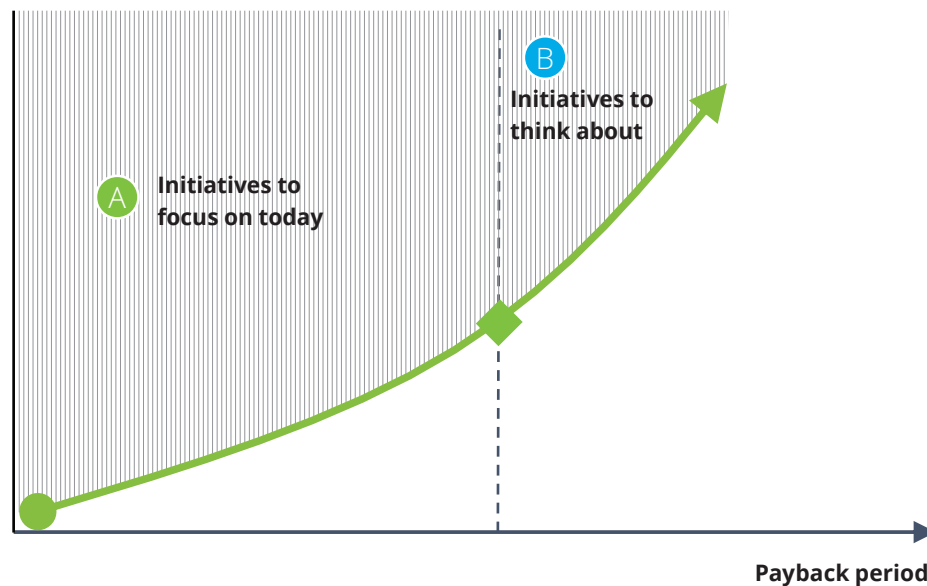 B
Initiatives to
think about
A
Initiatives to
focus on today
Payback period